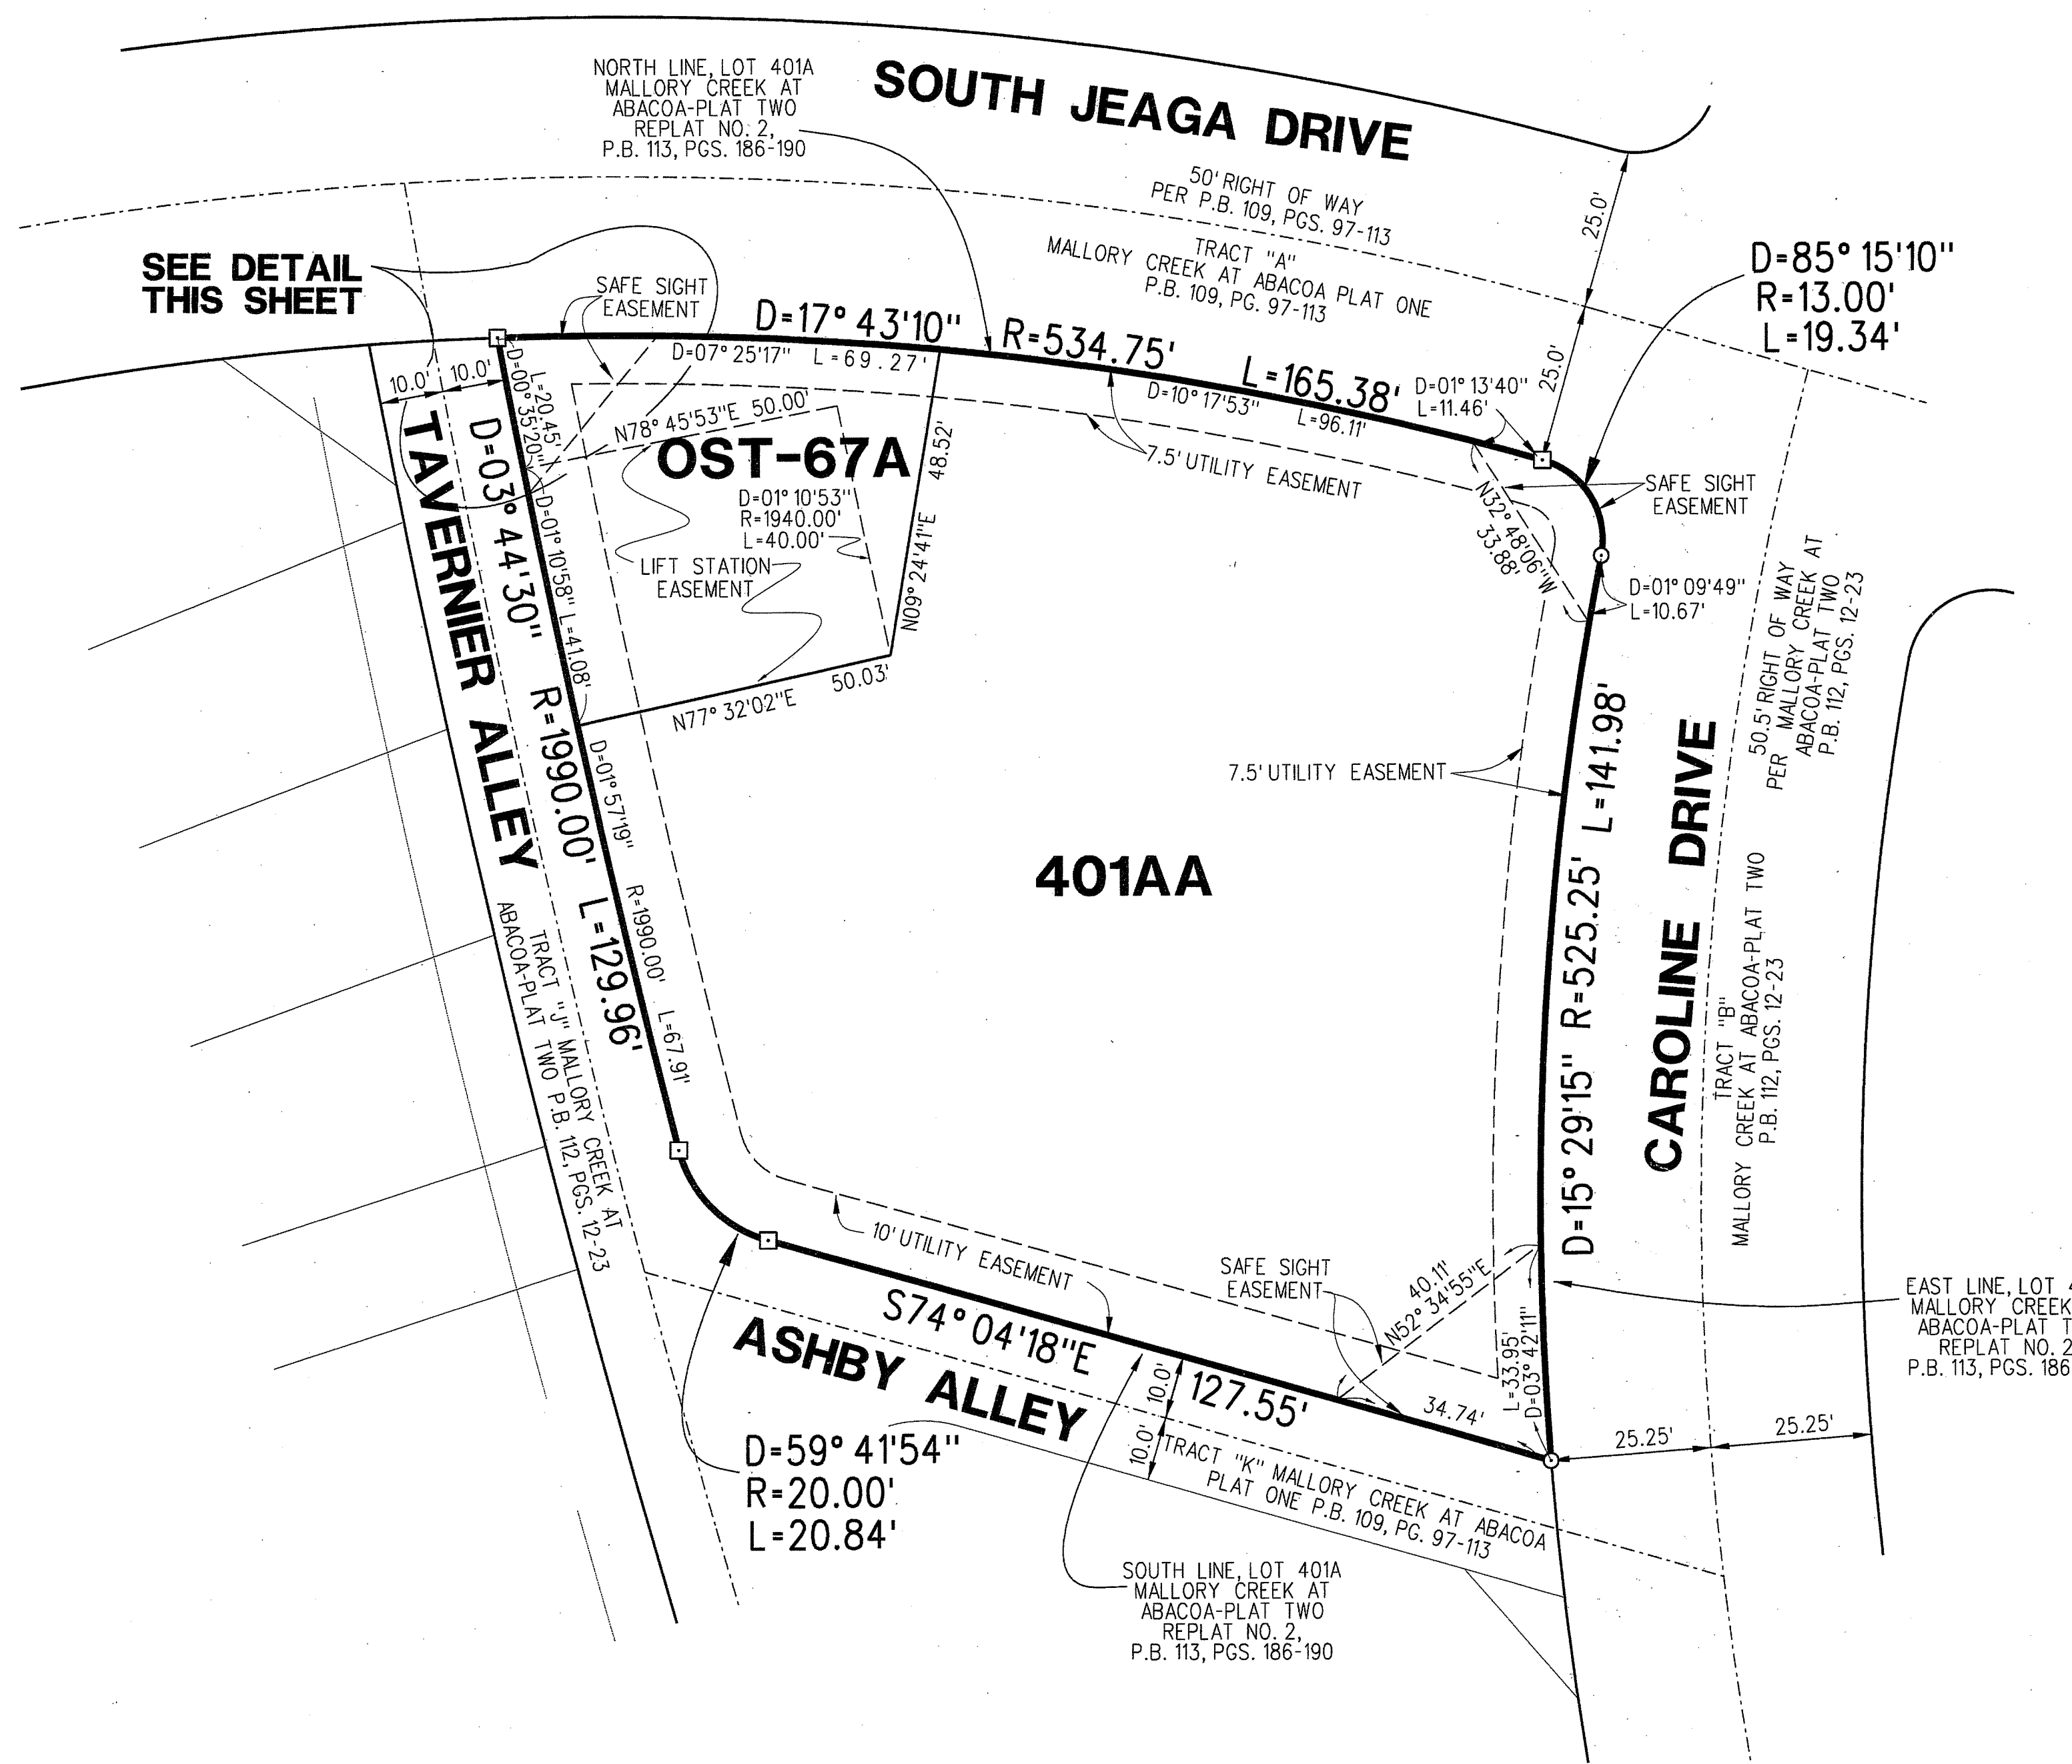 NORTH LINE, LOT 401A
MALLORY CREEK AT
ABACOA-PLAT TWO
REPLAT NO. 2,
P.B. 113, PGS. 186-190
SOUTH JEAGA DRIVE
50' RIGHT OF WAY
PER P.B. 109, PGS. 97-113
TRACT "A"
MALLORY CREEK AT ABACOA PLAT ONE
P.B. 109, PG. 97-113
25.0'
25.0'
D=85° 15'10"
R=13.00'
L=19.34'
SEE DETAIL
THIS SHEET
SAFE SIGHT
EASEMENT
D=17° 43'10"
R=534.75'
L=165.38'
D=07° 25'17"
L=69.27'
D=10° 17'53"
L=96.11'
D=01° 13'40"
L=11.46'
7.5' UTILITY EASEMENT
10.0'
10.0'
D=00° 35'20"
L=20.45'
N78° 45'53"E 50.00'
OST-67A
D=01° 10'53"
R=1940.00'
L=40.00'
48.52'
N09° 24'41"E
LIFT STATION
EASEMENT
D=01° 10'58" L=41.08'
N77° 32'02"E
50.03'
SAFE SIGHT
EASEMENT
N32° 48'06"W
33.88'
D=01° 09'49"
L=10.67'
50.5' RIGHT OF WAY
PER MALLORY CREEK AT
ABACOA-PLAT TWO
P.B. 112, PGS. 12-23
TAVERNIER ALLEY
D=03° 44'30"
R=1990.00'
L=129.96'
D=01° 57'19"
R=1990.00'
L=67.91'
TRACT "J" MALLORY CREEK AT
ABACOA-PLAT TWO P.B. 112, PGS. 12-23
401AA
7.5' UTILITY EASEMENT
D=15° 29'15" R=525.25' L=141.98'
CAROLINE DRIVE
TRACT "B"
MALLORY CREEK AT ABACOA-PLAT TWO
P.B. 112, PGS. 12-23
10' UTILITY EASEMENT
SAFE SIGHT
EASEMENT
40.11'
N52° 34'55"E
L=33.95'
D=03° 42'11"
EAST LINE, LOT
MALLORY CREEK
ABACOA-PLAT T
REPLAT NO. 2
P.B. 113, PGS. 186
S74° 04'18"E
127.55'
34.74'
ASHBY ALLEY
10.0'
10.0'
25.25'
25.25'
TRACT "K" MALLORY CREEK AT ABACOA
PLAT ONE P.B. 109, PG. 97-113
D=59° 41'54"
R=20.00'
L=20.84'
SOUTH LINE, LOT 401A
MALLORY CREEK AT
ABACOA-PLAT TWO
REPLAT NO. 2,
P.B. 113, PGS. 186-190